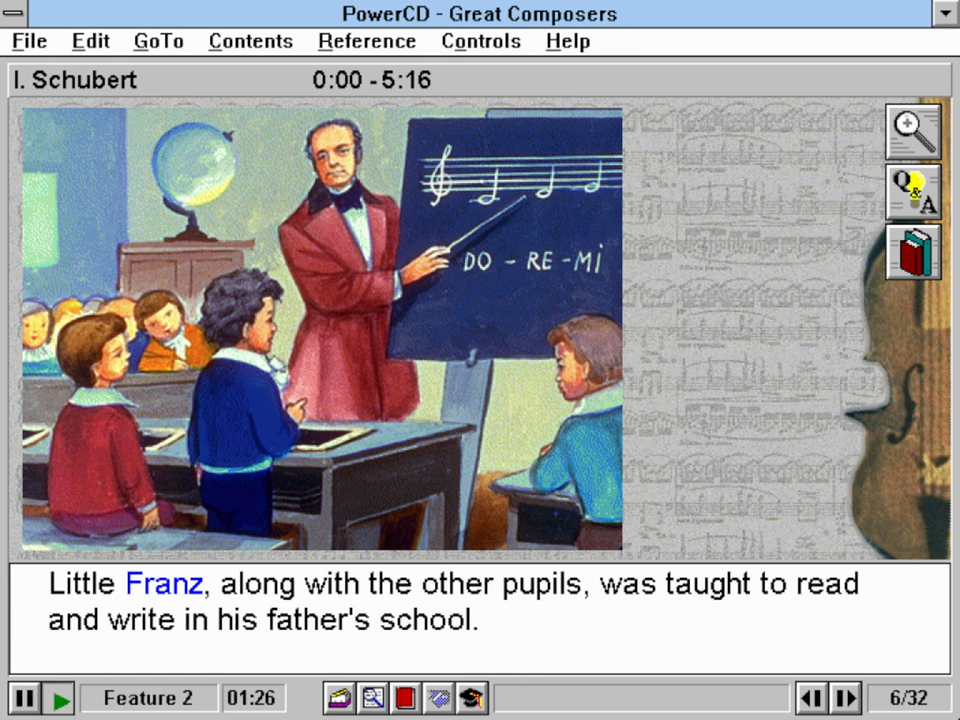 PowerCD - Great Composers
File Edit GoTo Contents Reference Controls Help
I. Schubert 0:00 - 5:16
DO - RE - Mi
Q & A
Little Franz, along with the other pupils, was taught to read
and write in his father's school.
Feature 2 01:26 6/32